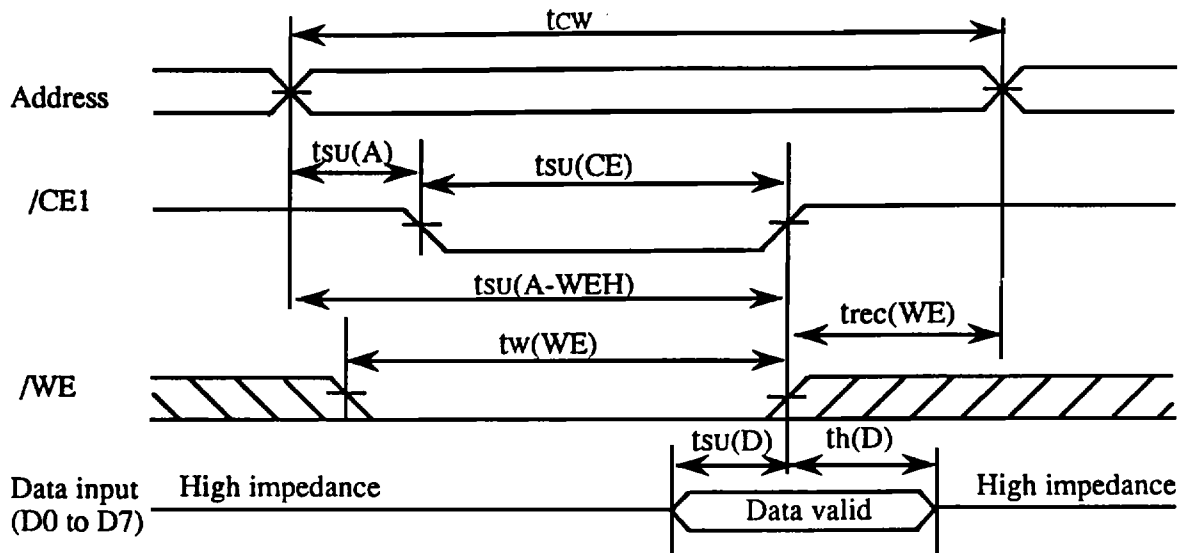 tcw
Address
tsu(A)
tsu(CE)
/CE1
tsu(A-WEH)
trec(WE)
tw(WE)
/WE
tsu(D)
th(D)
Data input
(D0 to D7)
High impedance
Data valid
High impedance